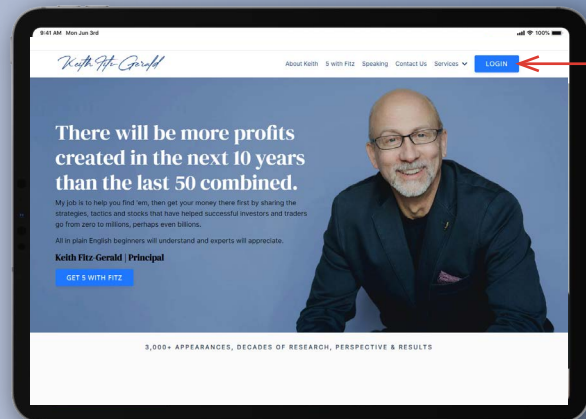 9:41 AM Mon Jun 3rd
100%
Keith Fitz-Gerald
About Keith 5 with Fitz Speaking Contact Us Services LOGIN
There will be more profits
created in the next 10 years
than the last 50 combined.
My job is to help you find 'em, then get your money there first by sharing the
strategies, tactics and stocks that have helped successful investors and traders
go from zero to millions, perhaps even billions.
All in plain English beginners will understand and experts will appreciate.
Keith Fitz-Gerald | Principal
GET 5 WITH FITZ
3,000+ APPEARANCES, DECADES OF RESEARCH, PERSPECTIVE & RESULTS